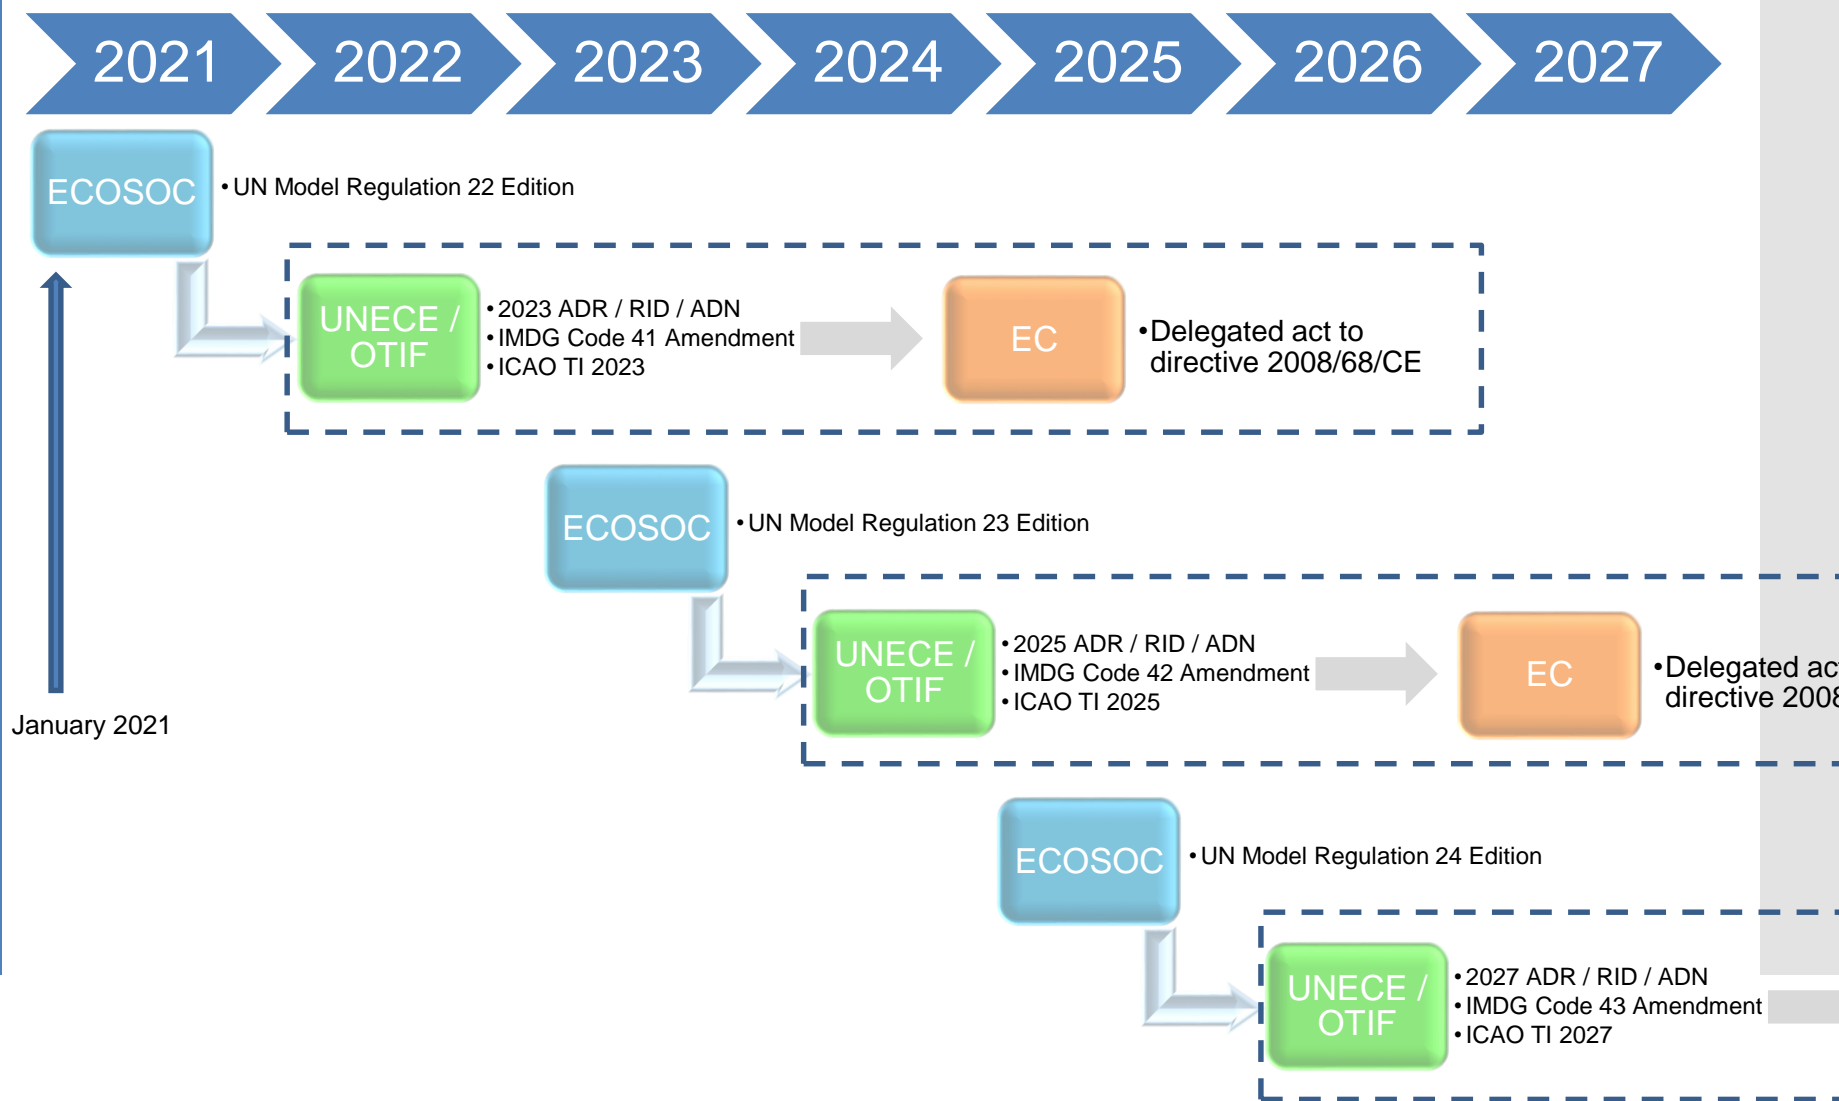 2021 2022 2023 2024 2025 2026 2027
ECOSOC
• UN Model Regulation 22 Edition
UNECE /
OTIF
• 2023 ADR / RID / ADN
• IMDG Code 41 Amendment
• ICAO TI 2023
EC
• Delegated act to
directive 2008/68/CE
ECOSOC
• UN Model Regulation 23 Edition
UNECE /
OTIF
• 2025 ADR / RID / ADN
• IMDG Code 42 Amendment
• ICAO TI 2025
EC
• Delegated
directive
January 2021
ECOSOC
• UN Model Regulation 24 Edition
UNECE /
OTIF
• 2027 ADR / RID / ADN
• IMDG Code 43 Amendment
• ICAO TI 2027